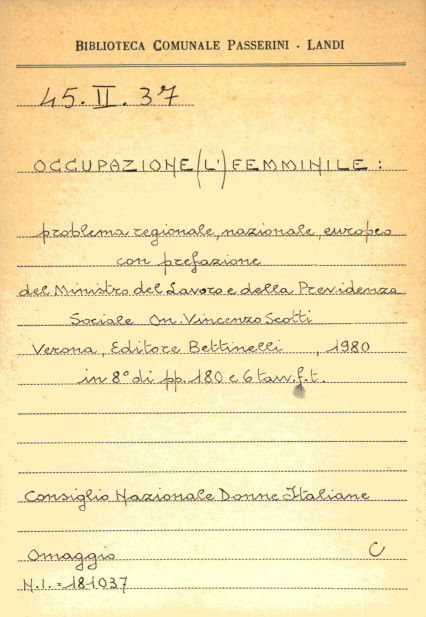 BIBLIOTECA COMUNALE PASSERINI - LANDI
45.II.37
OCCUPAZIONE (L') FEMMINILE :
problema regionale, nazionale, europeo
con prefazione
del Ministro del Lavoro e della Previdenza
Sociale On. Vincenzo Scotti
Verona, Editore Bettinelli , 1980
in 8° di pp. 180 e 6 tavv. f. t.
Consiglio Nazionale Donne Italiane
Omaggio C
N.I. = 181037